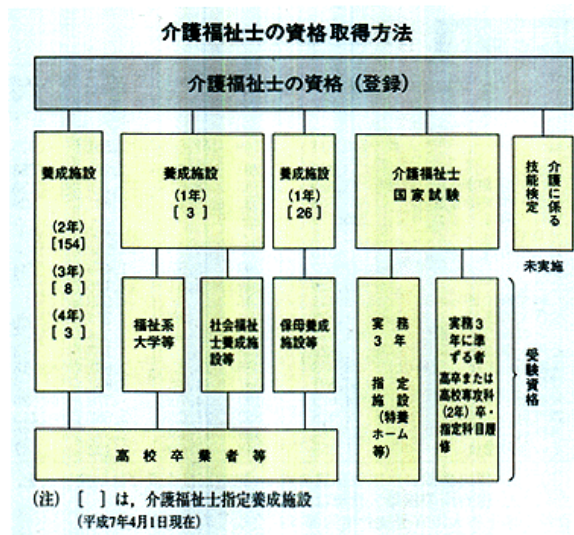 介護福祉士の資格取得方法
介護福祉士の資格（登録）
養成施設
(2年)
[154]
(3年)
[ 8 ]
(4年)
[ 3 ]
養成施設
(1年)
[ 3 ]
養成施設
(1年)
[26]
介護福祉士
国家試験
介護に係る
技能検定
未実施
福祉系
大学等
社会福祉
士養成施
設等
保母養成
施設等
実務
3年
指定
施設
（特養
ホーム
等）
実務3
年に準
ずる者
高卒または
高校専攻科
(2年) 卒・
指定科目履
修
受験資格
高校卒業者等
(注) [ ] は，介護福祉士指定養成施設
(平成7年4月1日現在)